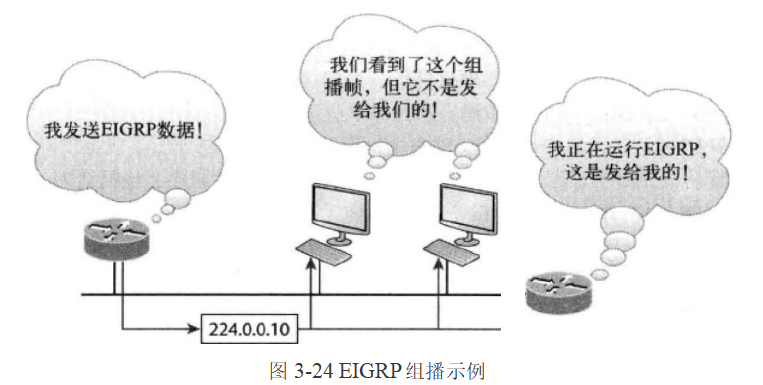 我发送EIGRP数据!
我们看到了这个组
播帧，但它不是发
给我们的!
我正在运行EIGRP,
这是发给我的!
224.0.0.10
图 3-24 EIGRP 组播示例